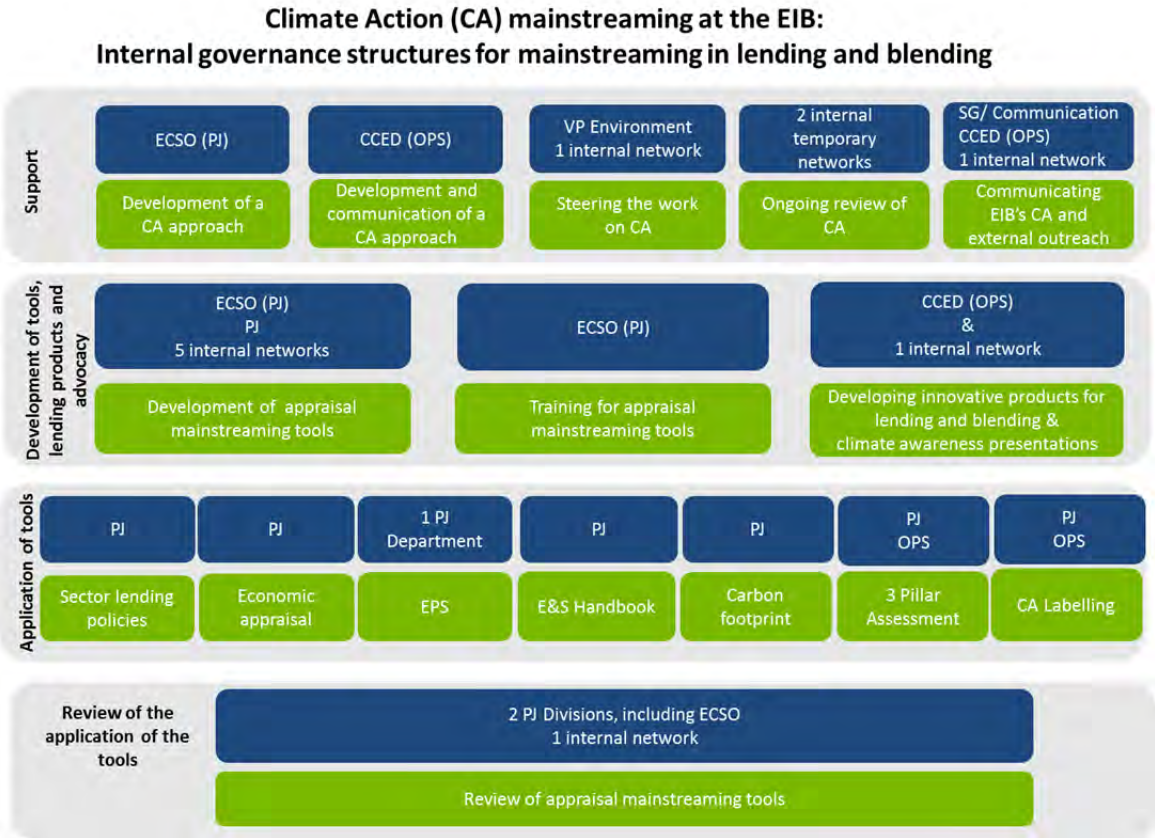 Climate Action (CA) mainstreaming at the EIB:
Internal governance structures for mainstreaming in lending and blending
Support
ECSO (PJ)
Development of a
CA approach
CCED (OPS)
Development and
communication of a
CA approach
VP Environment
1 internal network
Steering the work
on CA
2 internal
temporary
networks
Ongoing review of
CA
SG/ Communication
CCED (OPS)
1 internal network
Communicating
EIB's CA and
external outreach
Development of tools,
lending products and
advocacy
ECSO (PJ)
PJ
5 internal networks
Development of appraisal
mainstreaming tools
ECSO (PJ)
Training for appraisal
mainstreaming tools
CCED (OPS)
&
1 internal network
Developing innovative products for
lending and blending &
climate awareness presentations
Application of tools
PJ
Sector lending
policies
PJ
Economic
appraisal
1 PJ
Department
EPS
PJ
E&S Handbook
PJ
Carbon
footprint
PJ
OPS
3 Pillar
Assessment
PJ
OPS
CA Labelling
Review of the
application of the
tools
2 PJ Divisions, including ECSO
1 internal network
Review of appraisal mainstreaming tools